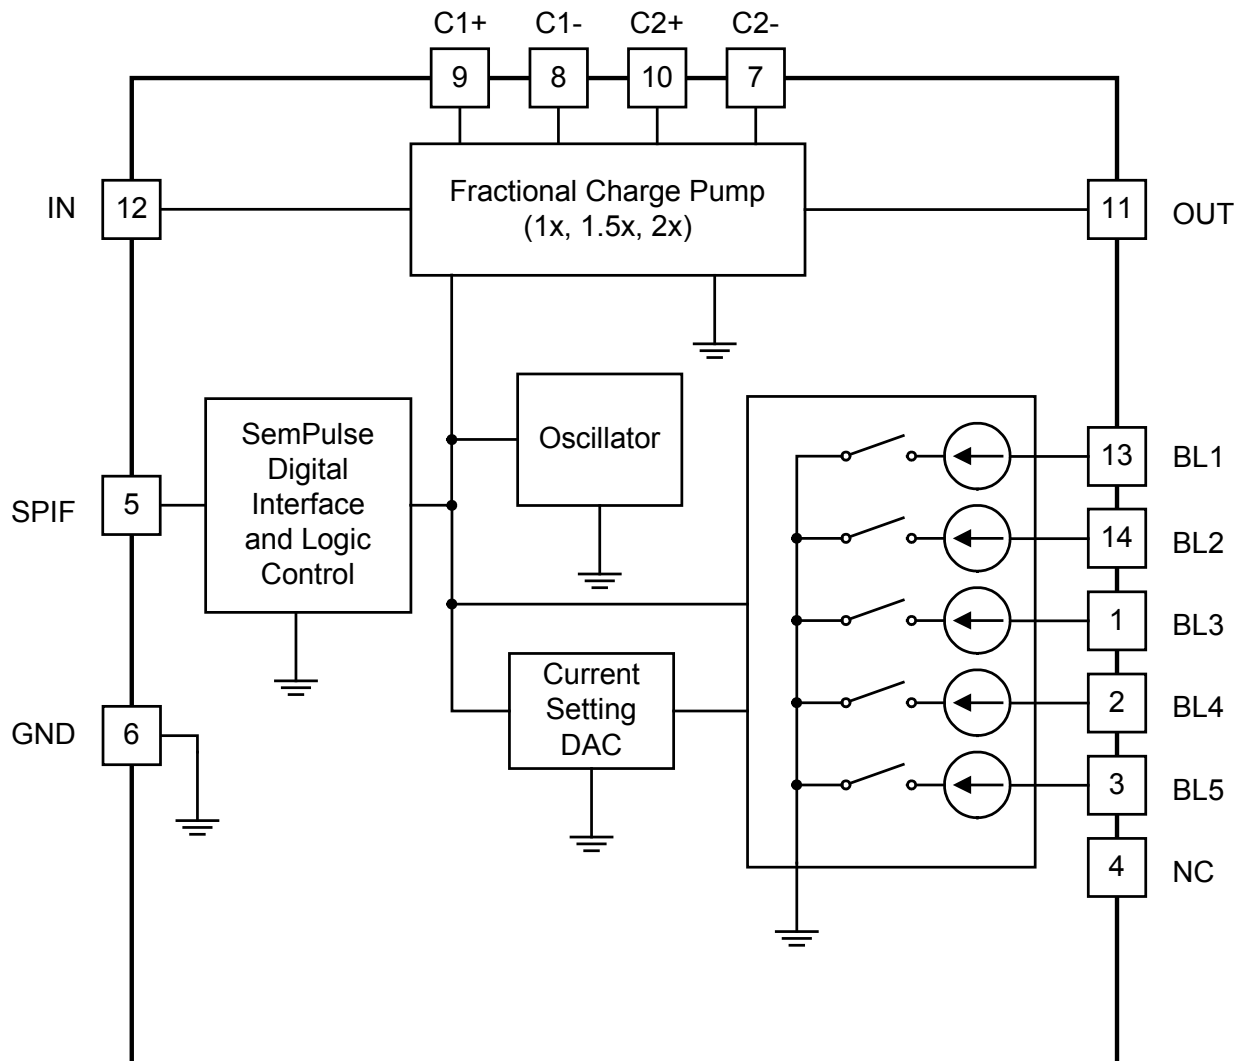 C1+ C1- C2+ C2-
9 8 10 7
Fractional Charge Pump
(1x, 1.5x, 2x)
IN 12
11 OUT
SemPulse
Digital
Interface
and Logic
Control
Oscillator
SPIF 5
13 BL1
14 BL2
1 BL3
Current
Setting
DAC
2 BL4
GND 6
3 BL5
4 NC